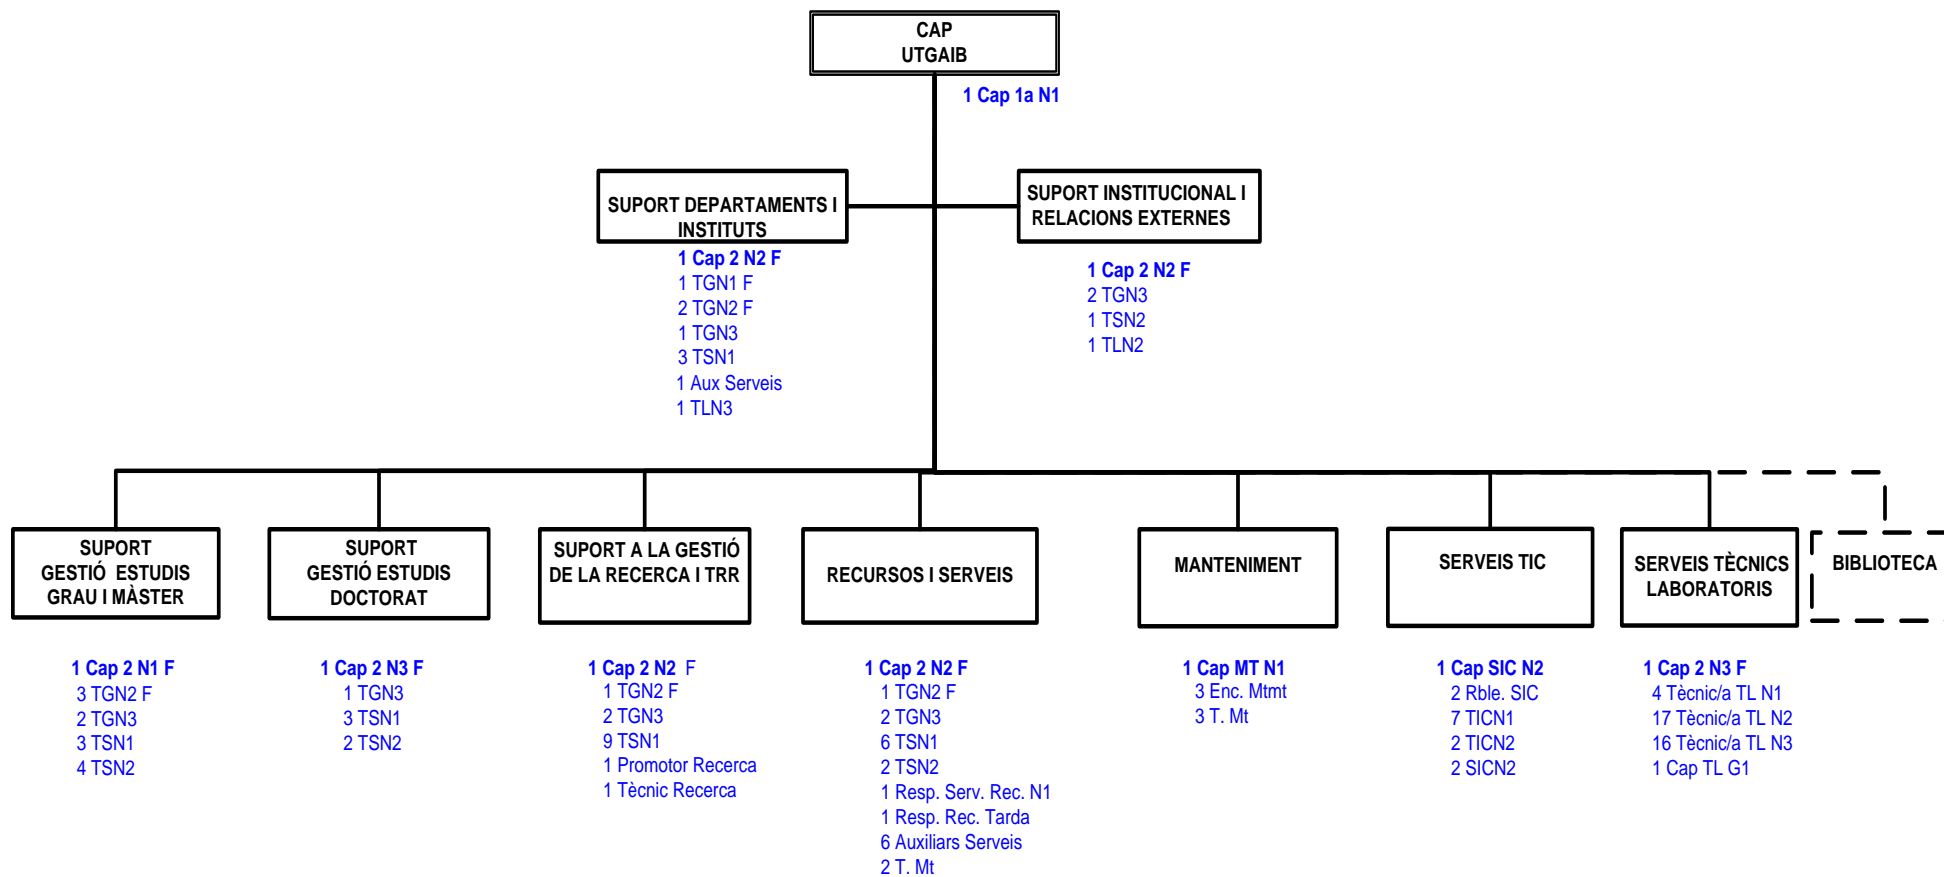 CAP
UTGAIB
1 Cap 1a N1
SUPORT DEPARTAMENTS I
INSTITUTS
1 Cap 2 N2 F
1 TGN1 F
2 TGN2 F
1 TGN3
3 TSN1
1 Aux Serveis
1 TLN3
SUPORT INSTITUCIONAL I
RELACIONS EXTERNES
1 Cap 2 N2 F
2 TGN3
1 TSN2
1 TLN2
SUPORT
GESTIÓ ESTUDIS
GRAU I MÀSTER
1 Cap 2 N1 F
3 TGN2 F
2 TGN3
3 TSN1
4 TSN2
SUPORT
GESTIÓ ESTUDIS
DOCTORAT
1 Cap 2 N3 F
1 TGN3
3 TSN1
2 TSN2
SUPORT A LA GESTIÓ
DE LA RECERCA I TRR
1 Cap 2 N2 F
1 TGN2 F
2 TGN3
9 TSN1
1 Promotor Recerca
1 Tècnic Recerca
RECURSOS I SERVEIS
1 Cap 2 N2 F
1 TGN2 F
2 TGN3
6 TSN1
2 TSN2
1 Resp. Serv. Rec. N1
1 Resp. Rec. Tarda
6 Auxiliars Serveis
2 T. Mt
MANTENIMENT
1 Cap MT N1
3 Enc. Mtmt
3 T. Mt
SERVEIS TIC
1 Cap SIC N2
2 Rble. SIC
7 TICN1
2 TICN2
2 SICN2
SERVEIS TÈCNICS
LABORATORIS
1 Cap 2 N3 F
4 Tècnic/a TL N1
17 Tècnic/a TL N2
16 Tècnic/a TL N3
1 Cap TL G1
BIBLIOTECA